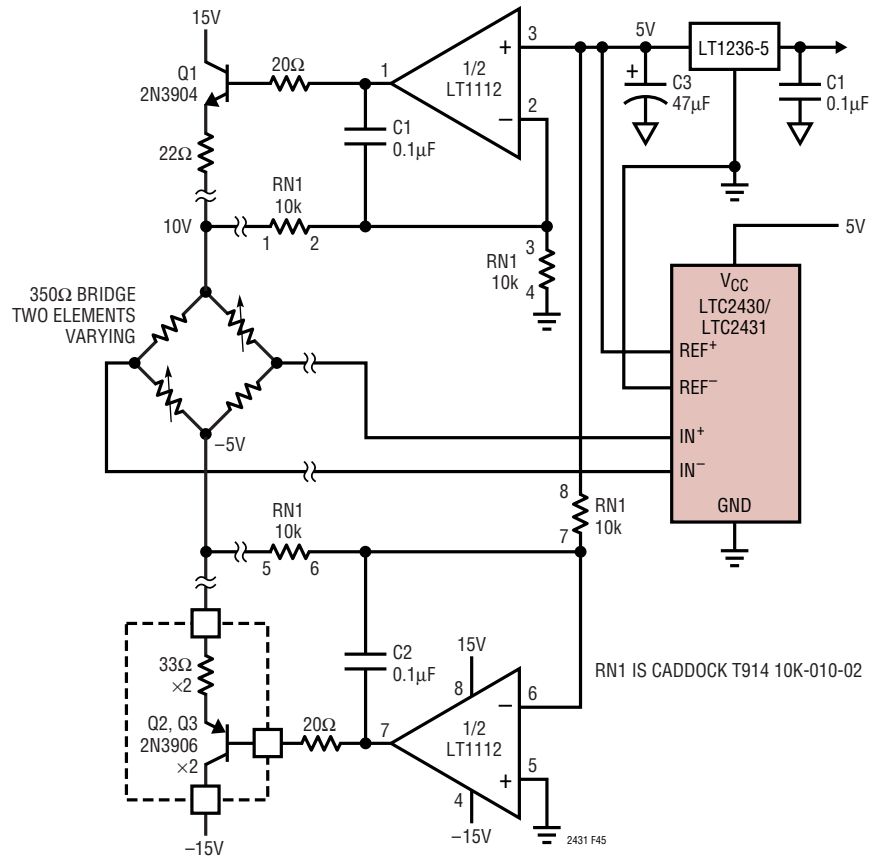 15V
Q1
2N3904
20Ω
1
1/2
LT1112
+
3
–
2
5V
LT1236-5
+
C3
47µF
C1
0.1µF
C1
0.1µF
22Ω
10V
RN1
10k
1 2
RN1
10k
3
4
5V
350Ω BRIDGE
TWO ELEMENTS
VARYING
VCC
LTC2430/
LTC2431
REF+
REF–
IN+
IN–
GND
–5V
RN1
10k
5 6
8
7
RN1
10k
33Ω
×2
Q2, Q3
2N3906
×2
20Ω
C2
0.1µF
7
15V
8
1/2
LT1112
–
6
+
5
4
–15V
–15V
RN1 IS CADDOCK T914 10K-010-02
2431 F45